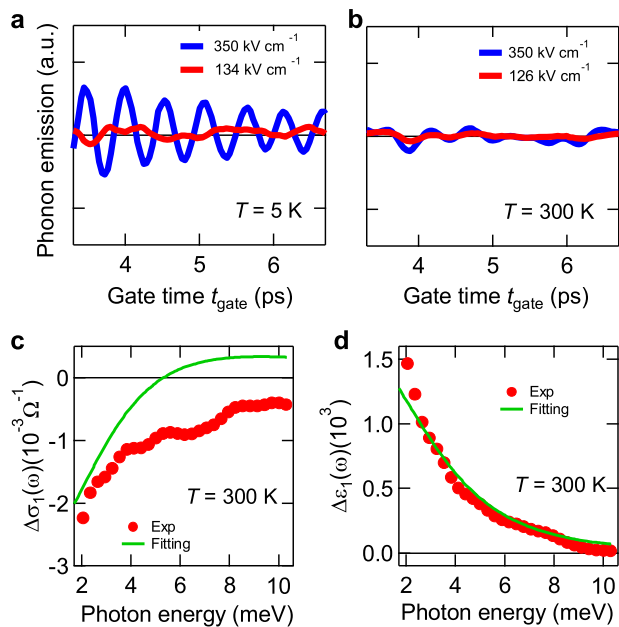 a
350 kV cm⁻¹
134 kV cm⁻¹
Phonon emission (a.u.)
T = 5 K
4 5 6
Gate time t_gate (ps)
b
350 kV cm⁻¹
126 kV cm⁻¹
T = 300 K
4 5 6
Gate time t_gate (ps)
c
Δσ₁(ω)(10⁻³Ω⁻¹)
0
-1
-2
-3
T = 300 K
Exp
Fitting
2 4 6 8 10
Photon energy (meV)
d
Δε₁(ω)(10³)
1.5
1.0
0.5
0.0
Exp
Fitting
T = 300 K
2 4 6 8 10
Photon energy (meV)